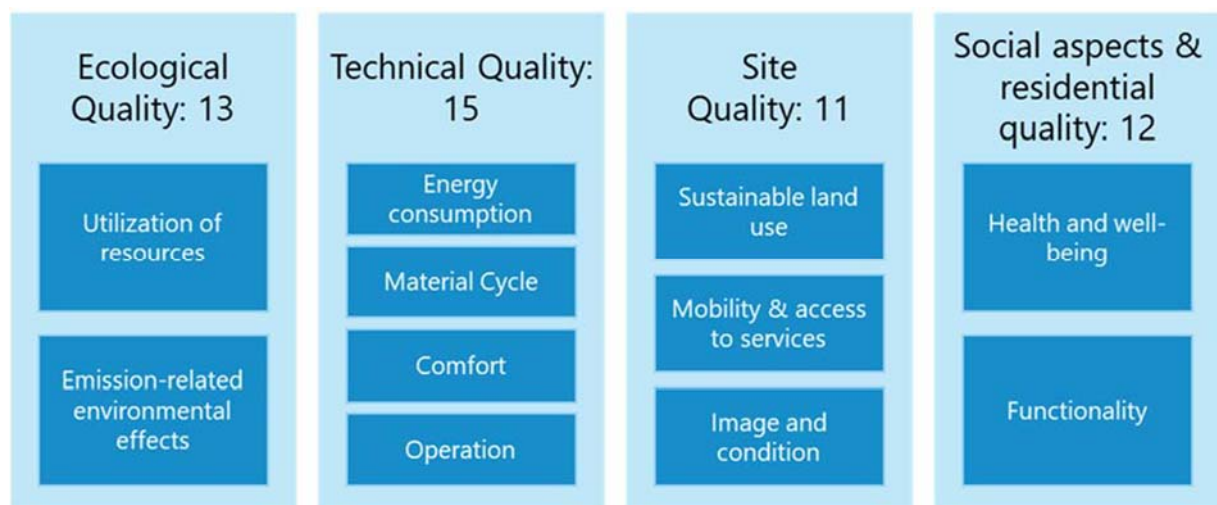 Ecological
Quality: 13
Utilization of
resources
Emission-related
environmental
effects
Technical Quality:
15
Energy
consumption
Material Cycle
Comfort
Operation
Site
Quality: 11
Sustainable land
use
Mobility & access
to services
Image and
condition
Social aspects &
residential
quality: 12
Health and well-
being
Functionality